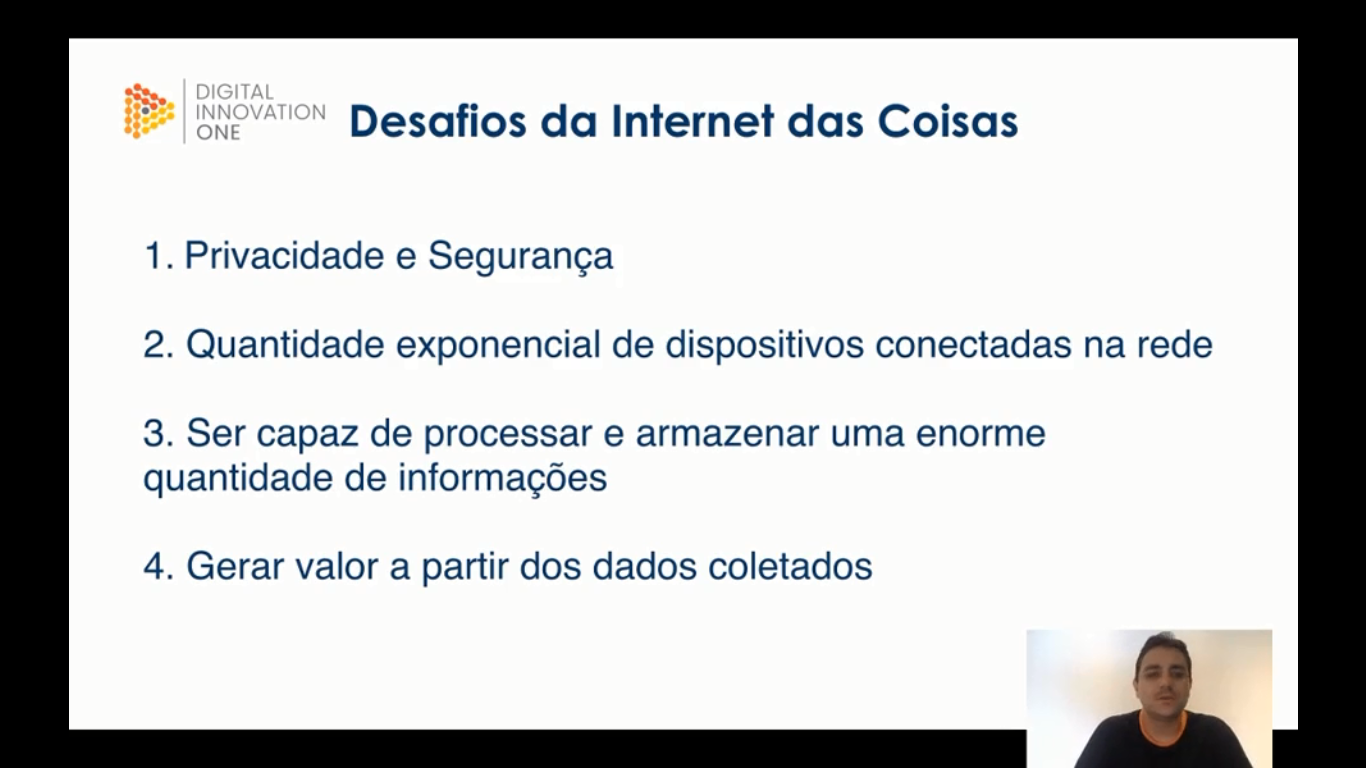 DIGITAL
INNOVATION
ONE
Desafios da Internet das Coisas
1. Privacidade e Segurança
2. Quantidade exponencial de dispositivos conectadas na rede
3. Ser capaz de processar e armazenar uma enorme
quantidade de informações
4. Gerar valor a partir dos dados coletados